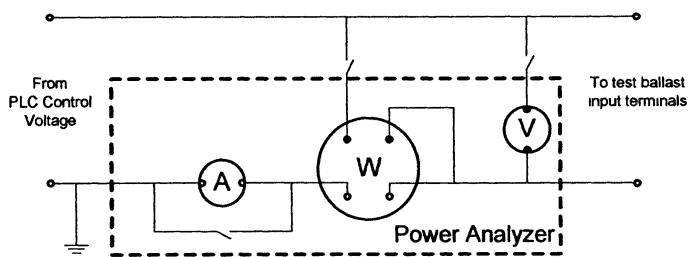 From
PLC Control
Voltage
To test ballast
input terminals
A
W
V
Power Analyzer